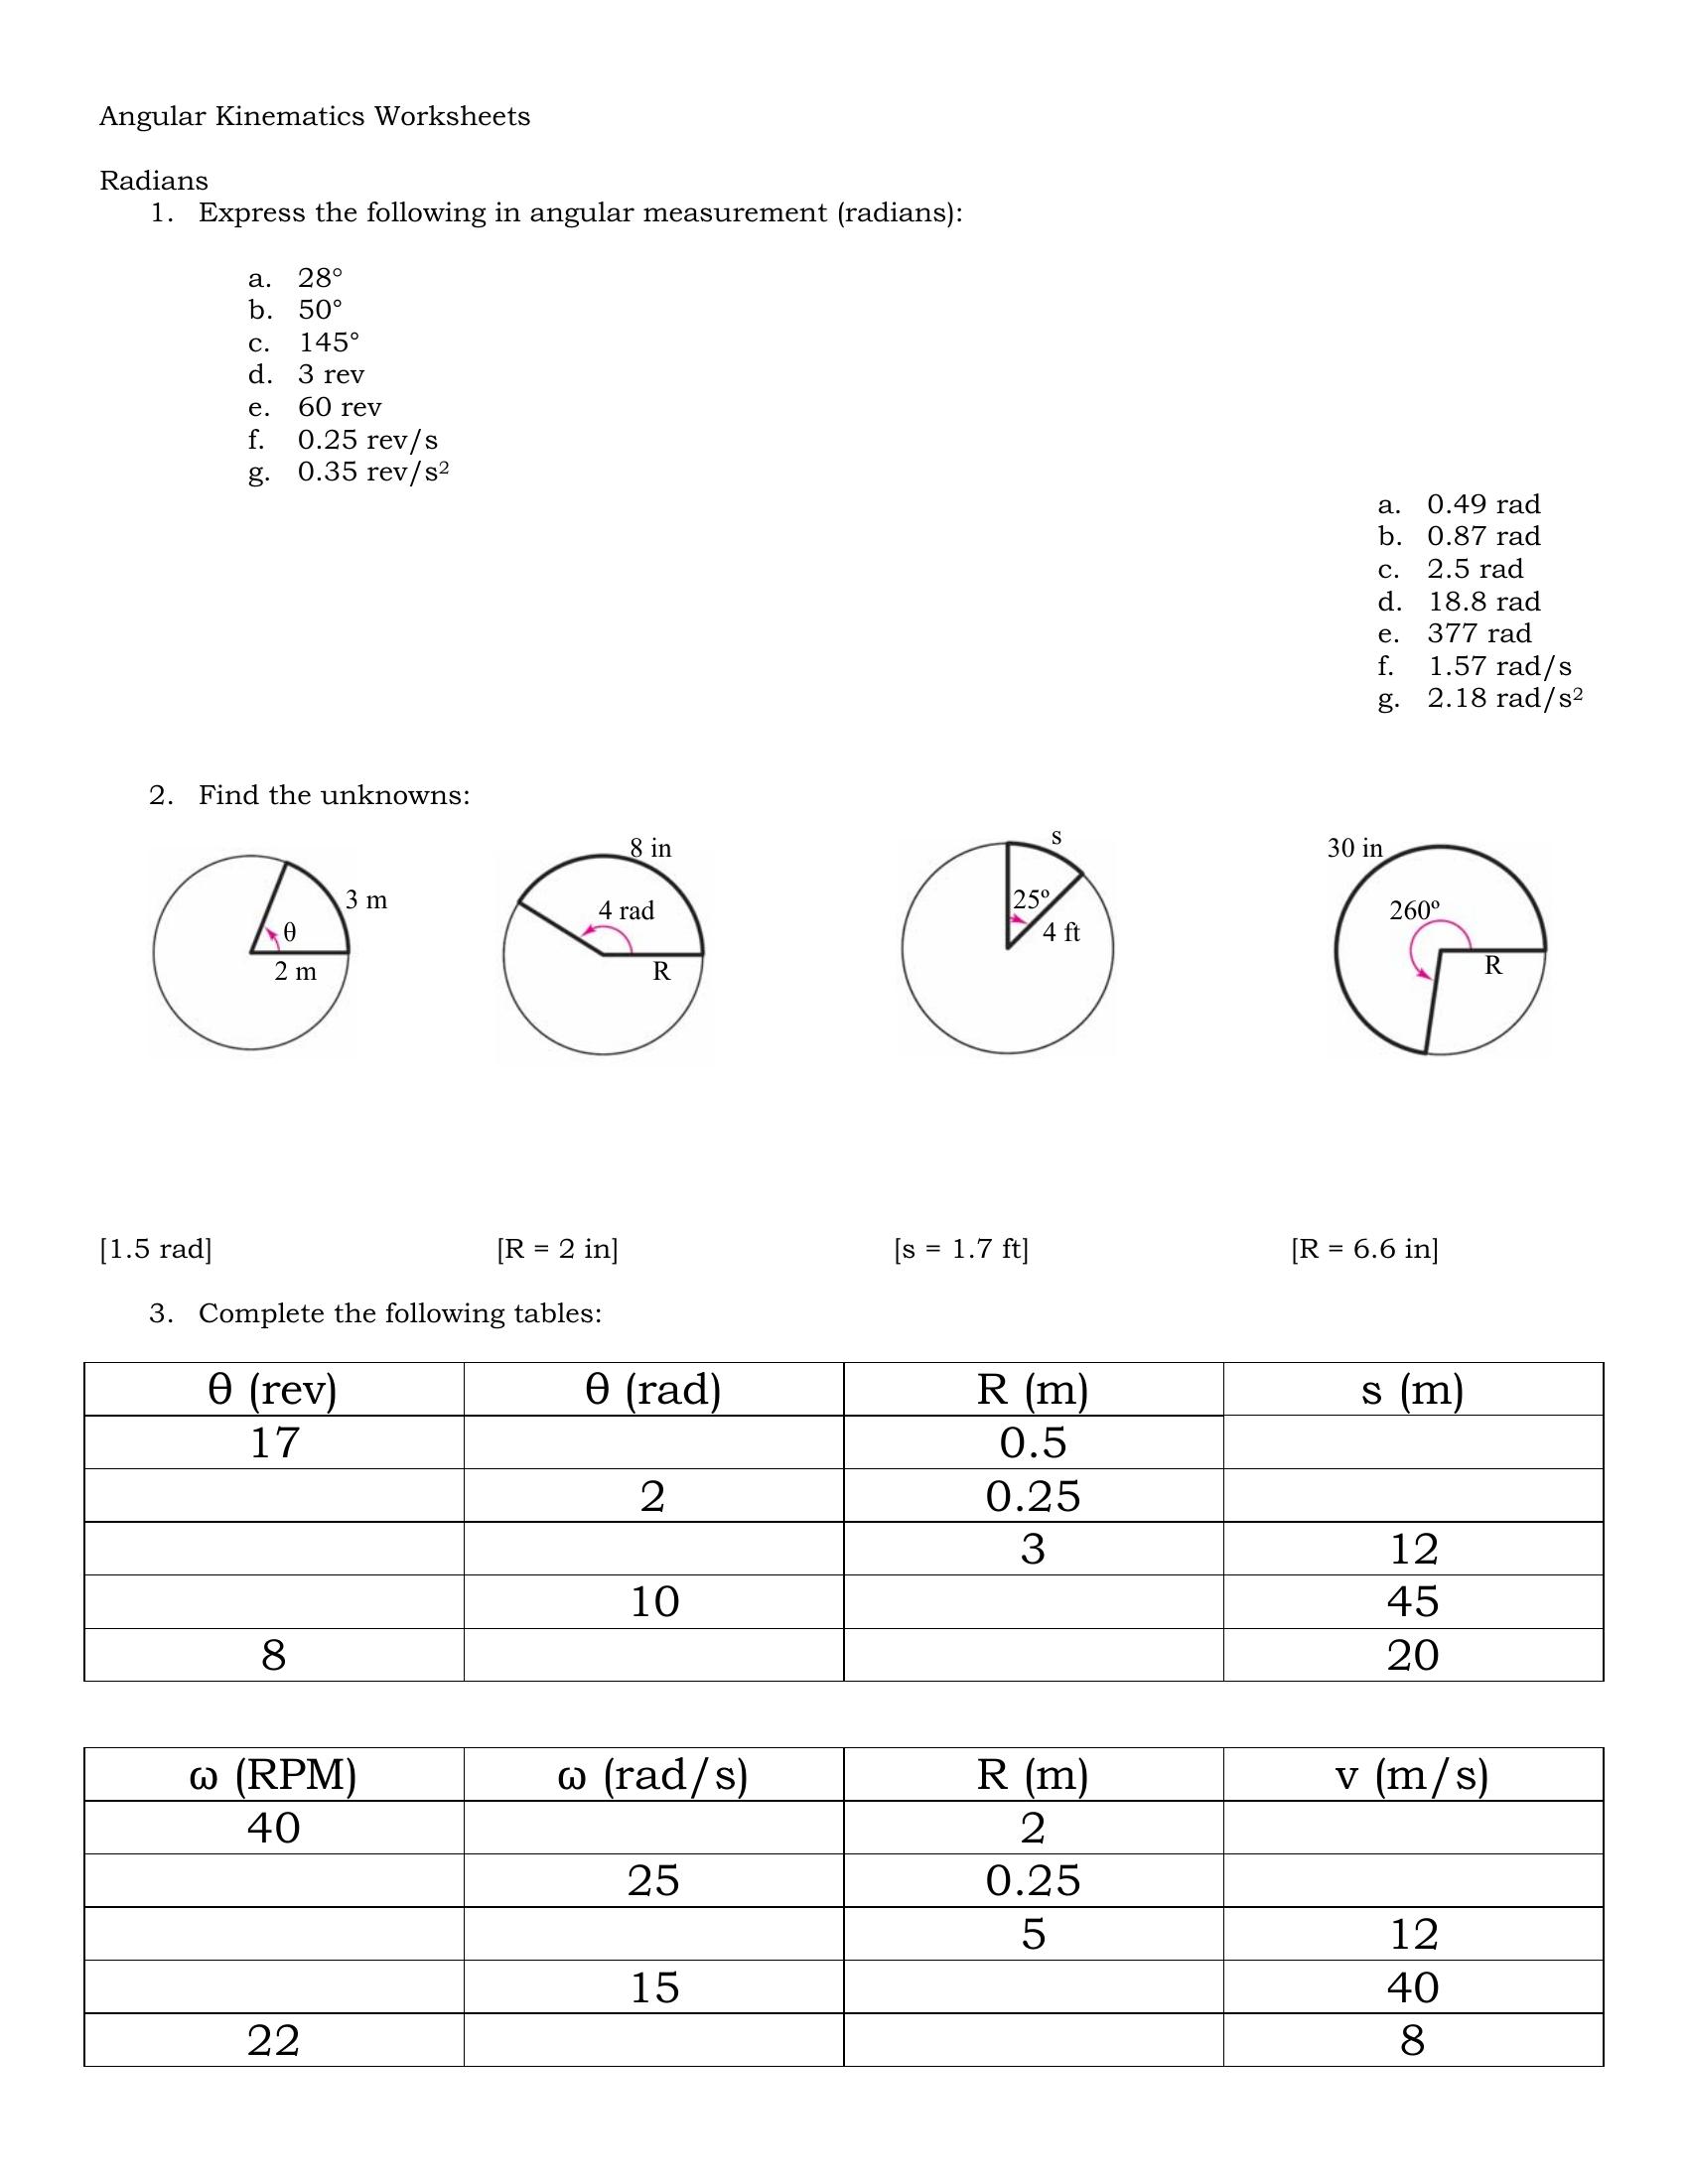 Angular Kinematics Worksheets
Radians
1. Express the following in angular measurement (radians):
a. 28°
b. 50°
c. 145°
d. 3 rev
e. 60 rev
f. 0.25 rev/s
g. 0.35 rev/s²
a. 0.49 rad
b. 0.87 rad
c. 2.5 rad
d. 18.8 rad
e. 377 rad
f. 1.57 rad/s
g. 2.18 rad/s²
2. Find the unknowns:
3 m
θ
2 m
8 in
4 rad
R
s
25º
4 ft
30 in
260º
R
[1.5 rad] [R = 2 in] [s = 1.7 ft] [R = 6.6 in]
3. Complete the following tables:
θ (rev) θ (rad) R (m) s (m)
17 0.5
2 0.25
3 12
10 45
8 20
ω (RPM) ω (rad/s) R (m) v (m/s)
40 2
25 0.25
5 12
15 40
22 8